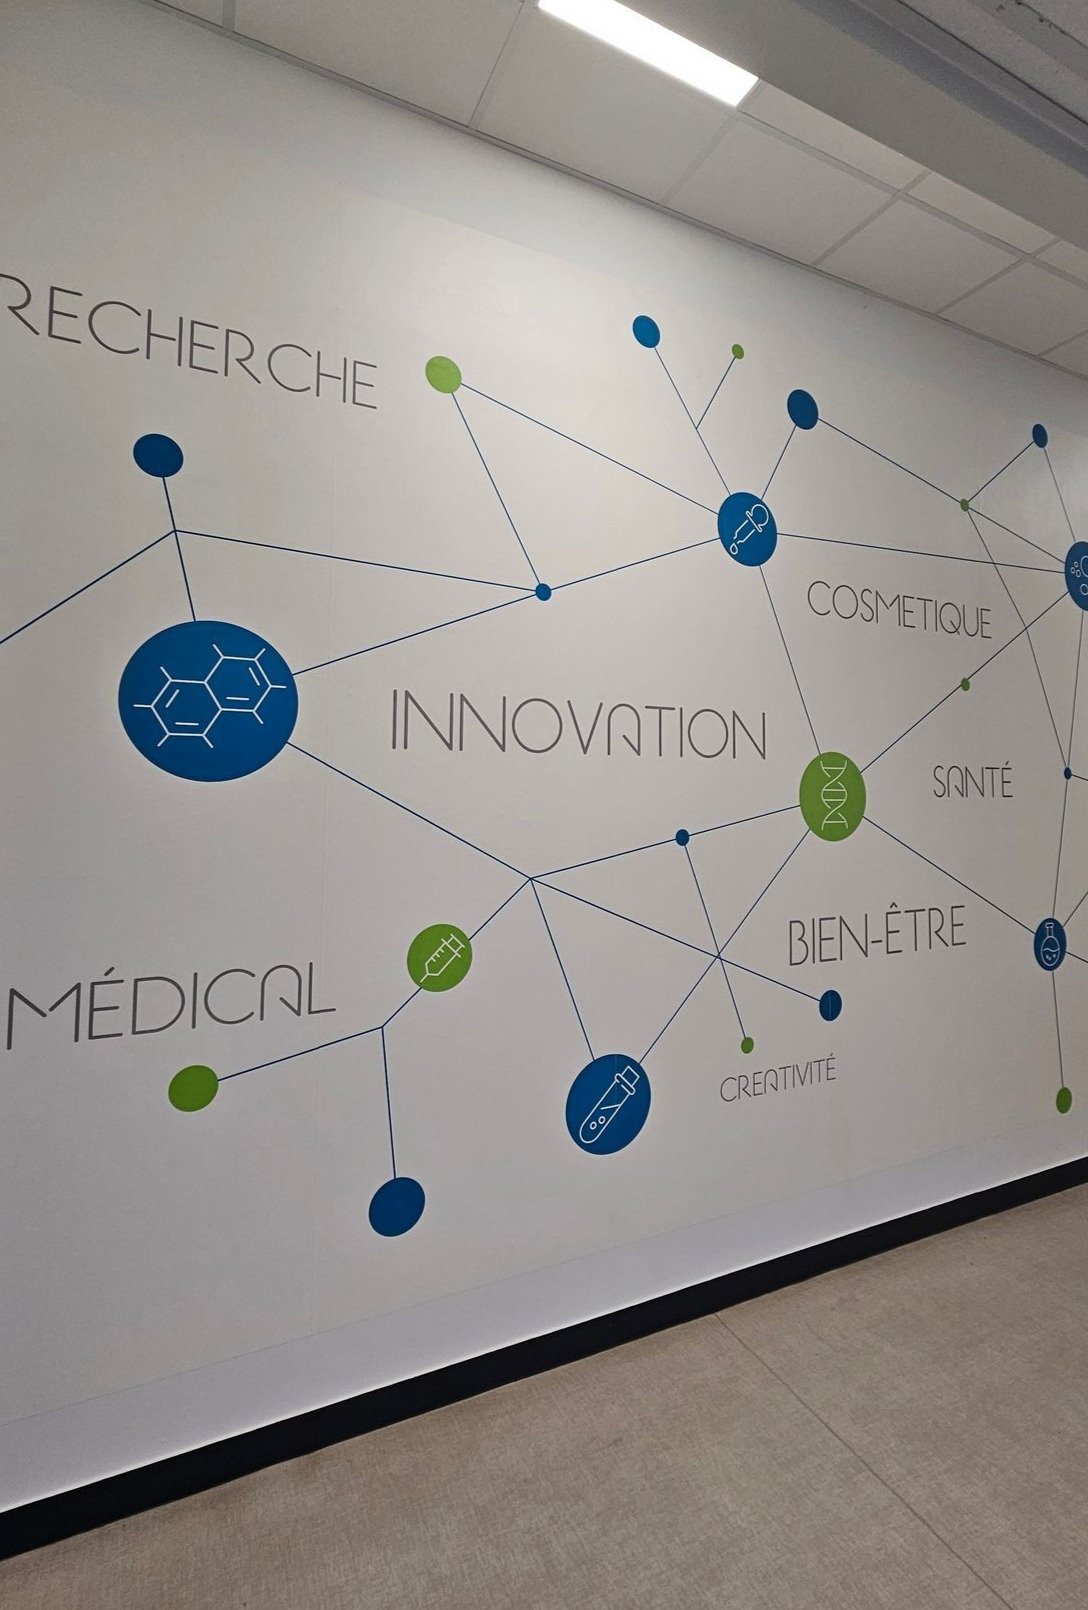 RECHERCHE
COSMETIQUE
INNOVATION
SANTÉ
BIEN-ÊTRE
MÉDICAL
CREATIVITÉ